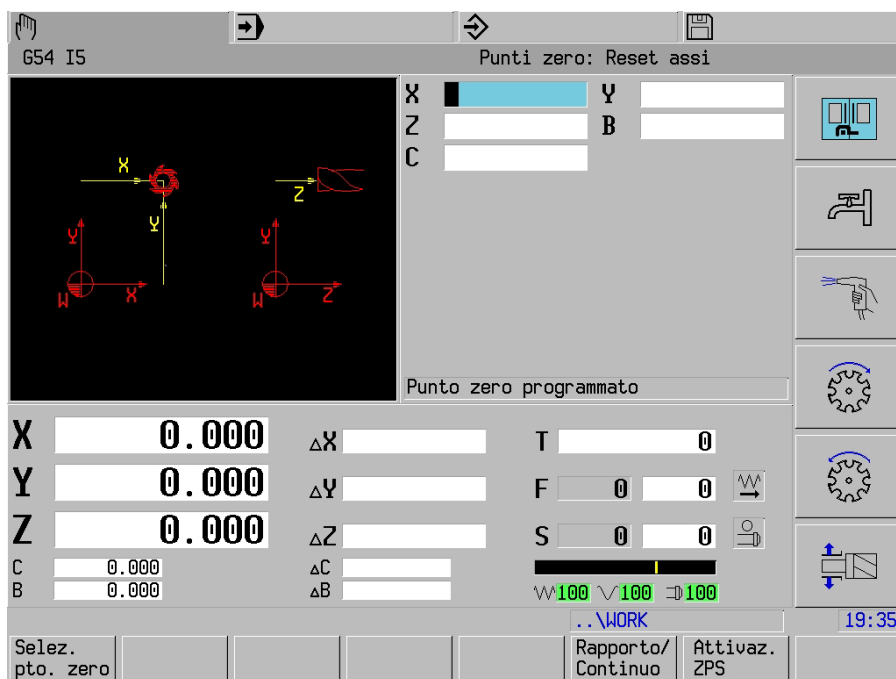 G54 I5
Punti zero: Reset assi
X Y
Z B
C
X
Y
Y
X
W
Z
Y
Z
W
Punto zero programmato
X 0.000 △X T 0
Y 0.000 △Y F 0 0
Z 0.000 △Z S 0 0
C 0.000 △C
B 0.000 △B 100 100 100
..\WORK 19:35
Selez. Rapporto/ Attivaz.
pto. zero Continuo ZPS